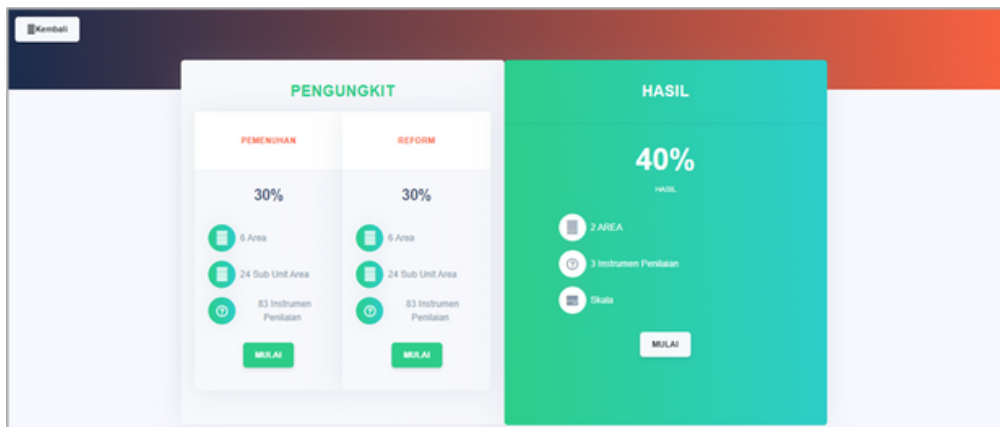 Kembali
PENGUNGKIT
PEMENUHAN
30%
6 Area
24 Sub Unit Area
83 Instrumen
Penilaian
MULAI
REFORM
30%
6 Area
24 Sub Unit Area
83 Instrumen
Penilaian
MULAI
HASIL
40%
HASIL
2 AREA
3 Instrumen Penilaian
Skala
MULAI